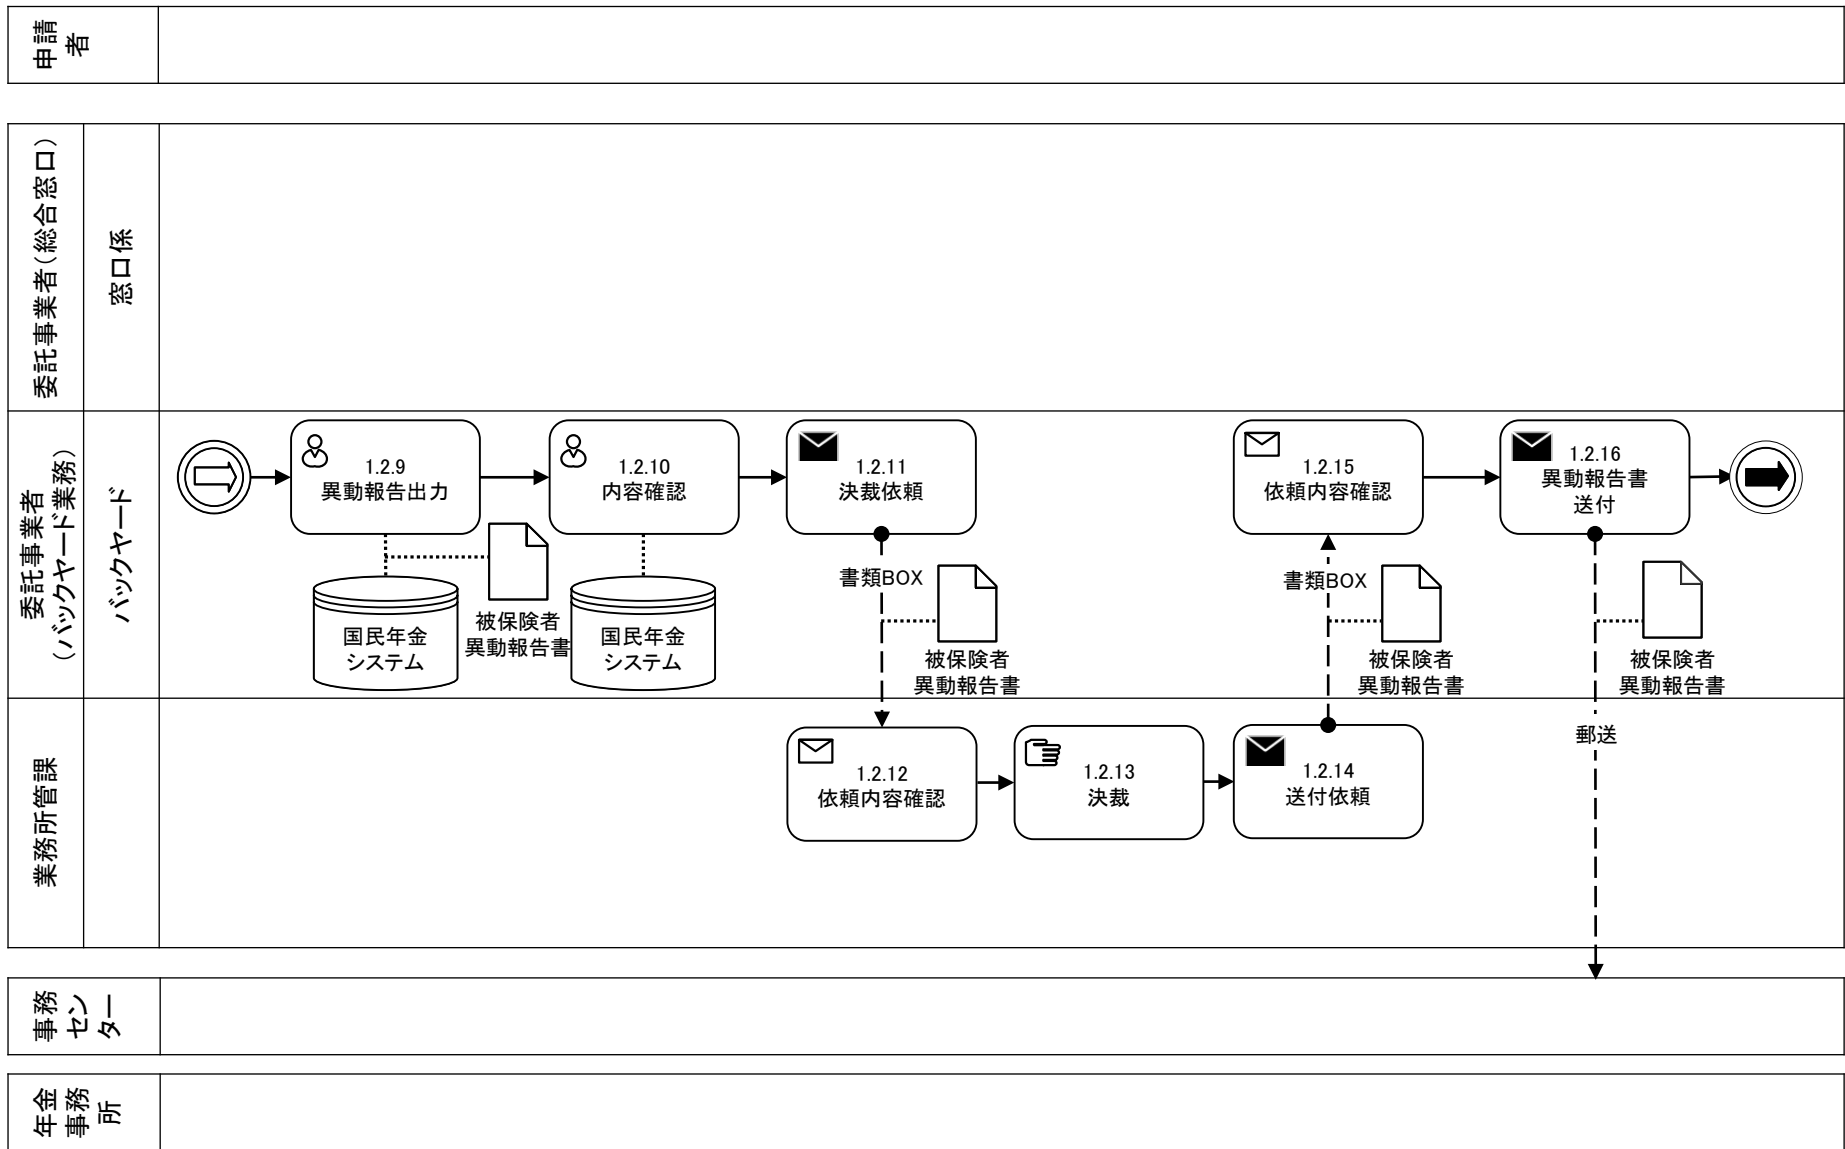 申請
者
委託事業者(総合窓口)
窓口係
委託事業者
(バックヤード業務)
バックヤード
1.2.9
異動報告出力
国民年金
システム
被保険者
異動報告書
1.2.10
内容確認
国民年金
システム
1.2.11
決裁依頼
書類BOX
被保険者
異動報告書
1.2.15
依頼内容確認
書類BOX
被保険者
異動報告書
1.2.16
異動報告書
送付
被保険者
異動報告書
郵送
業務所管課
1.2.12
依頼内容確認
1.2.13
決裁
1.2.14
送付依頼
事務
セン
ター
年金
事務
所